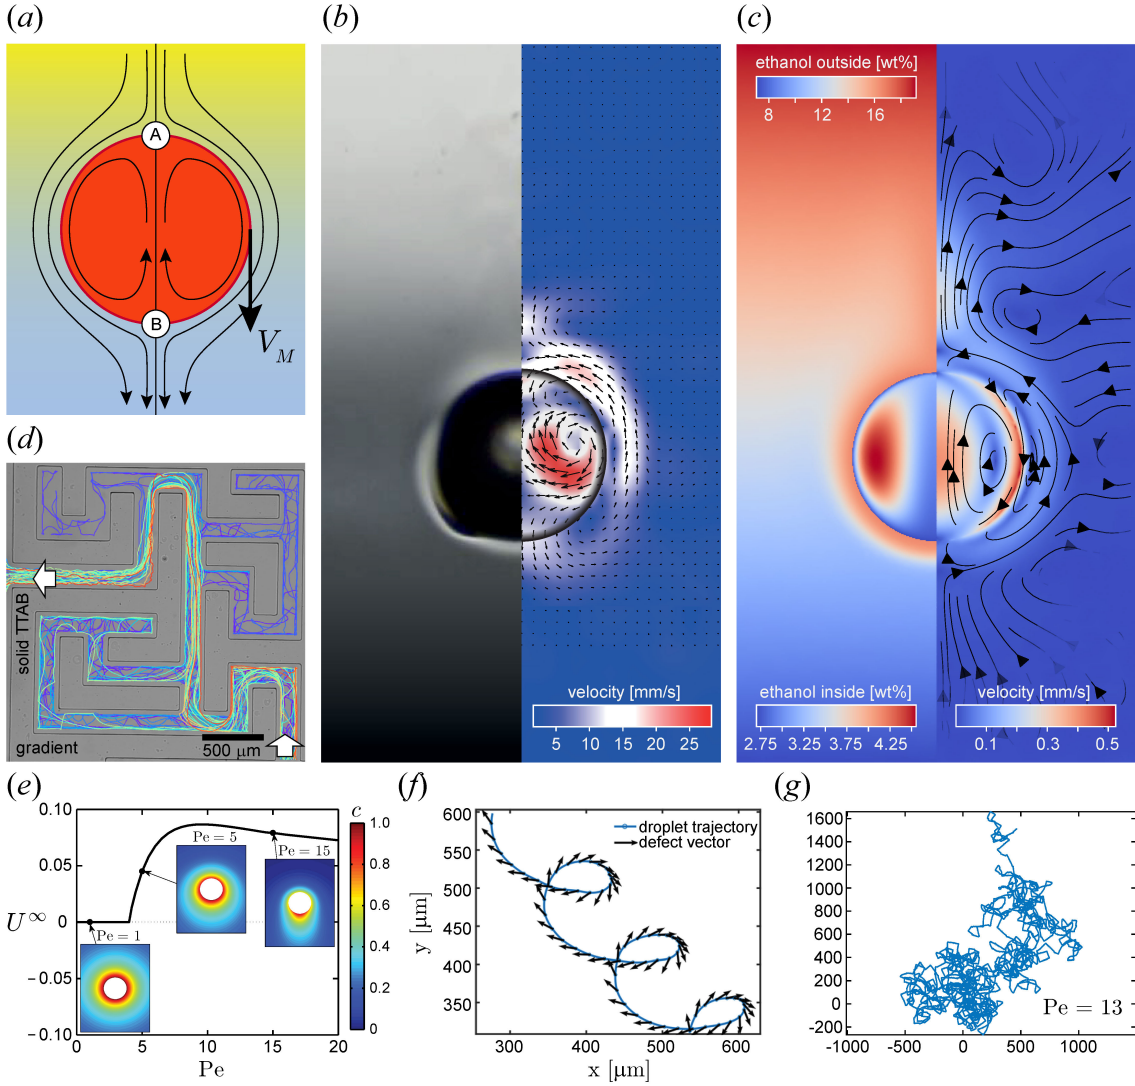 (a)
(b)
(c)
A
B
V_M
velocity [mm/s]
5 10 15 20 25
ethanol outside [wt%]
8 12 16
ethanol inside [wt%]
2.75 3.25 3.75 4.25
velocity [mm/s]
0.1 0.3 0.5
(d)
solid TTAB
gradient
500 μm
(e)
0.10
0.05
0
−0.05
−0.10
U^∞
0 5 10 15 20
Pe
Pe = 1
Pe = 5
Pe = 15
c
1.0
0.8
0.6
0.4
0.2
0
(f)
600
550
500
450
400
350
y [μm]
300 400 500 600
x [μm]
droplet trajectory
defect vector
(g)
1600
1400
1200
1000
800
600
400
200
0
-200
-1000 -500 0 500 1000
Pe = 13